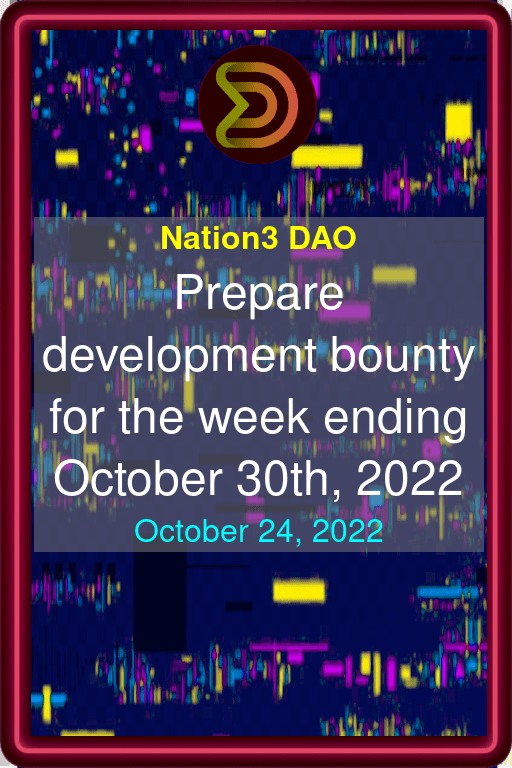 Nation3 DAO
Prepare
development bounty
for the week ending
October 30th, 2022
October 24, 2022